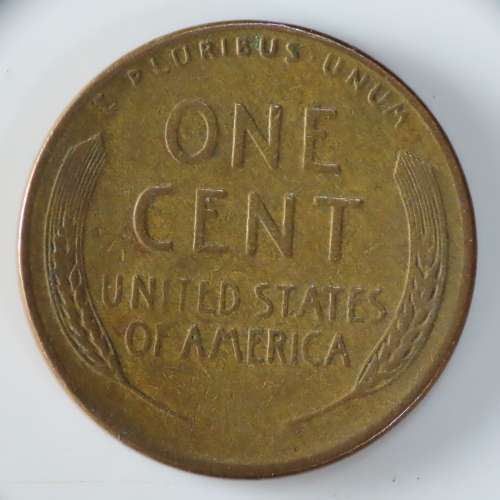 E PLURIBUS UNUM
ONE
CENT
UNITED STATES
OF AMERICA